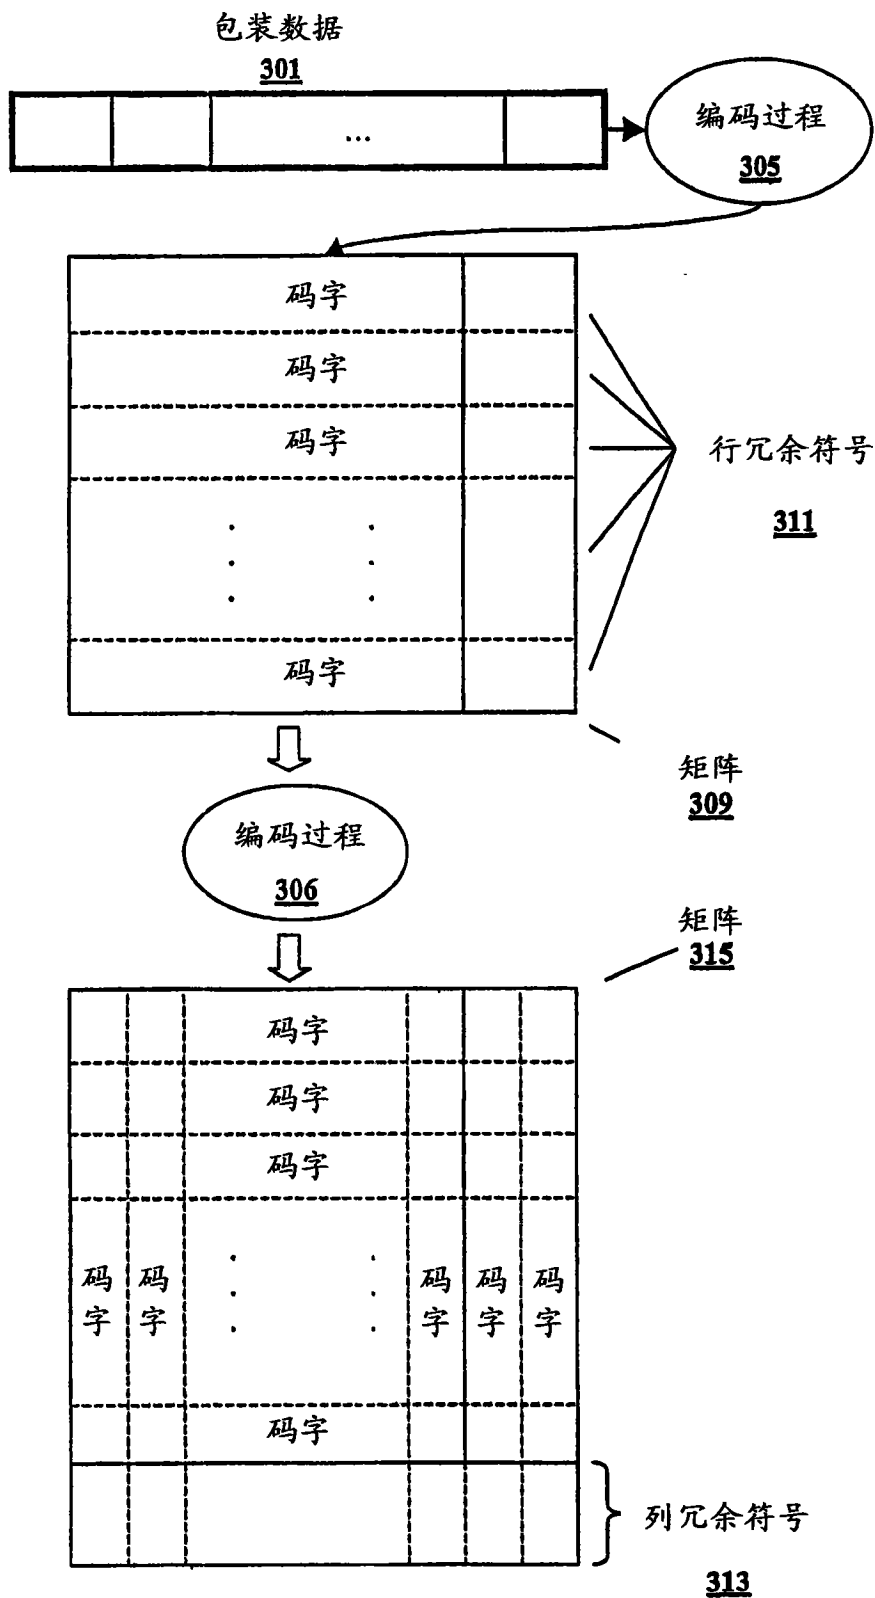 包装数据
301
...
编码过程
305
码字
码字
码字
行冗余符号
311
码字
矩阵
309
编码过程
306
矩阵
315
码字
码字
码字
码字
码字
码字
码字
码字
码字
列冗余符号
313